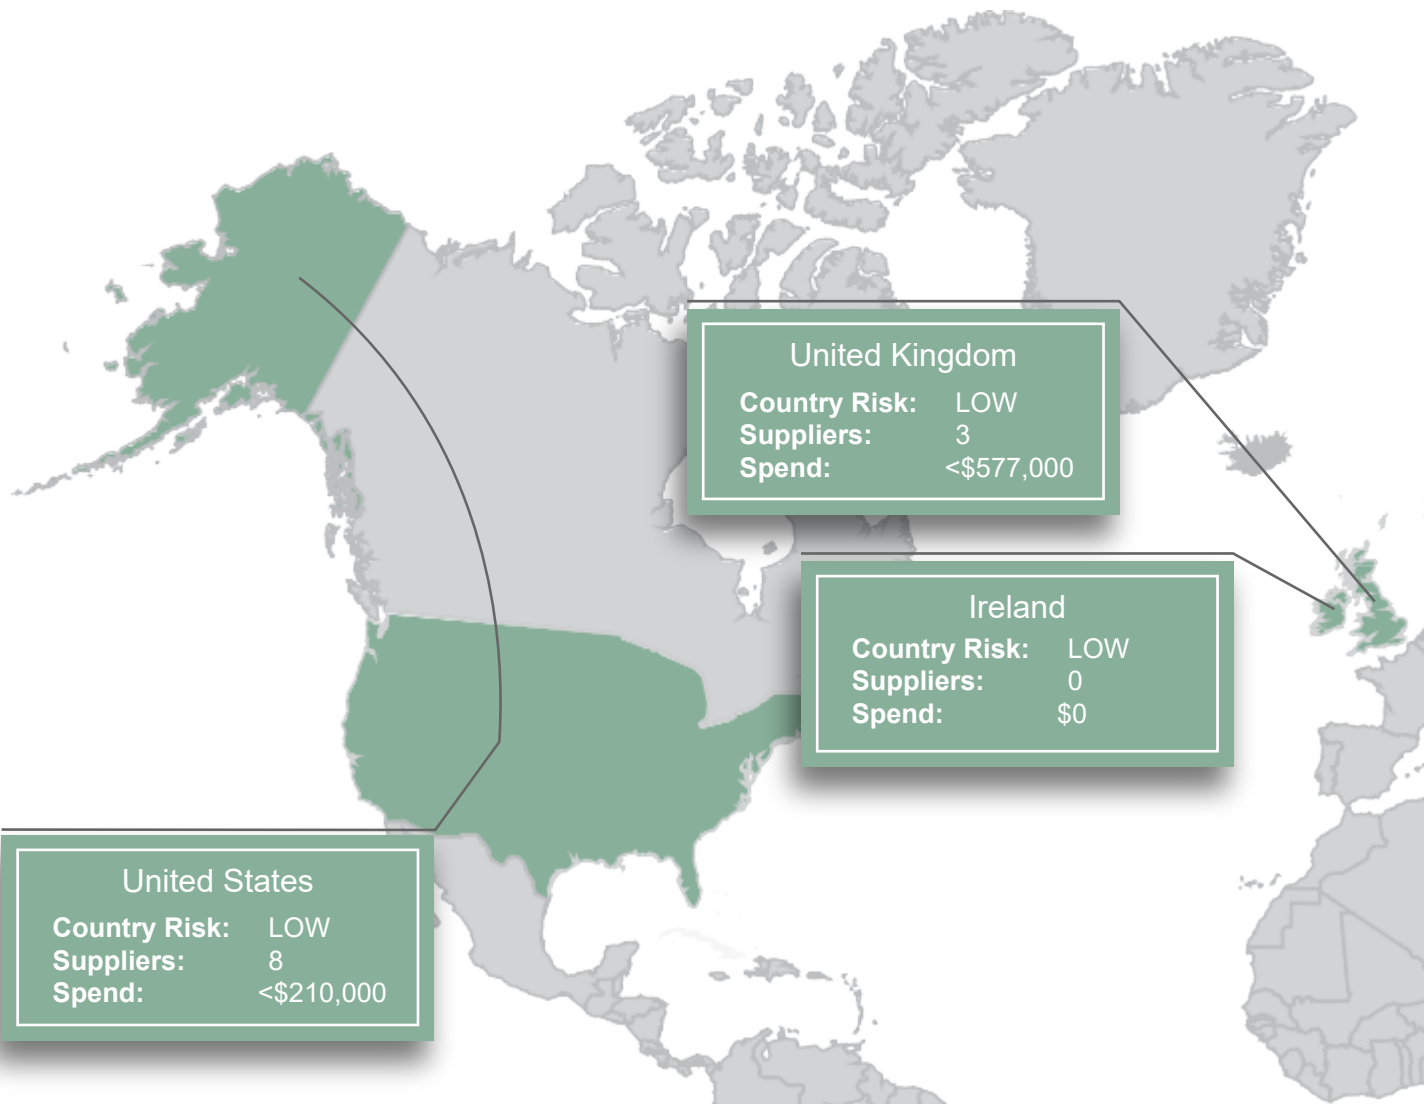 United Kingdom
Country Risk: LOW
Suppliers: 3
Spend: <$577,000
Ireland
Country Risk: LOW
Suppliers: 0
Spend: $0
United States
Country Risk: LOW
Suppliers: 8
Spend: <$210,000